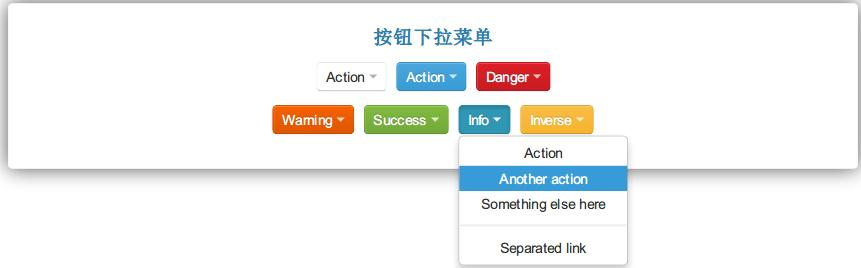 按钮下拉菜单
Action Action Danger
Warning Success Info Inverse
Action
Another action
Something else here
Separated link